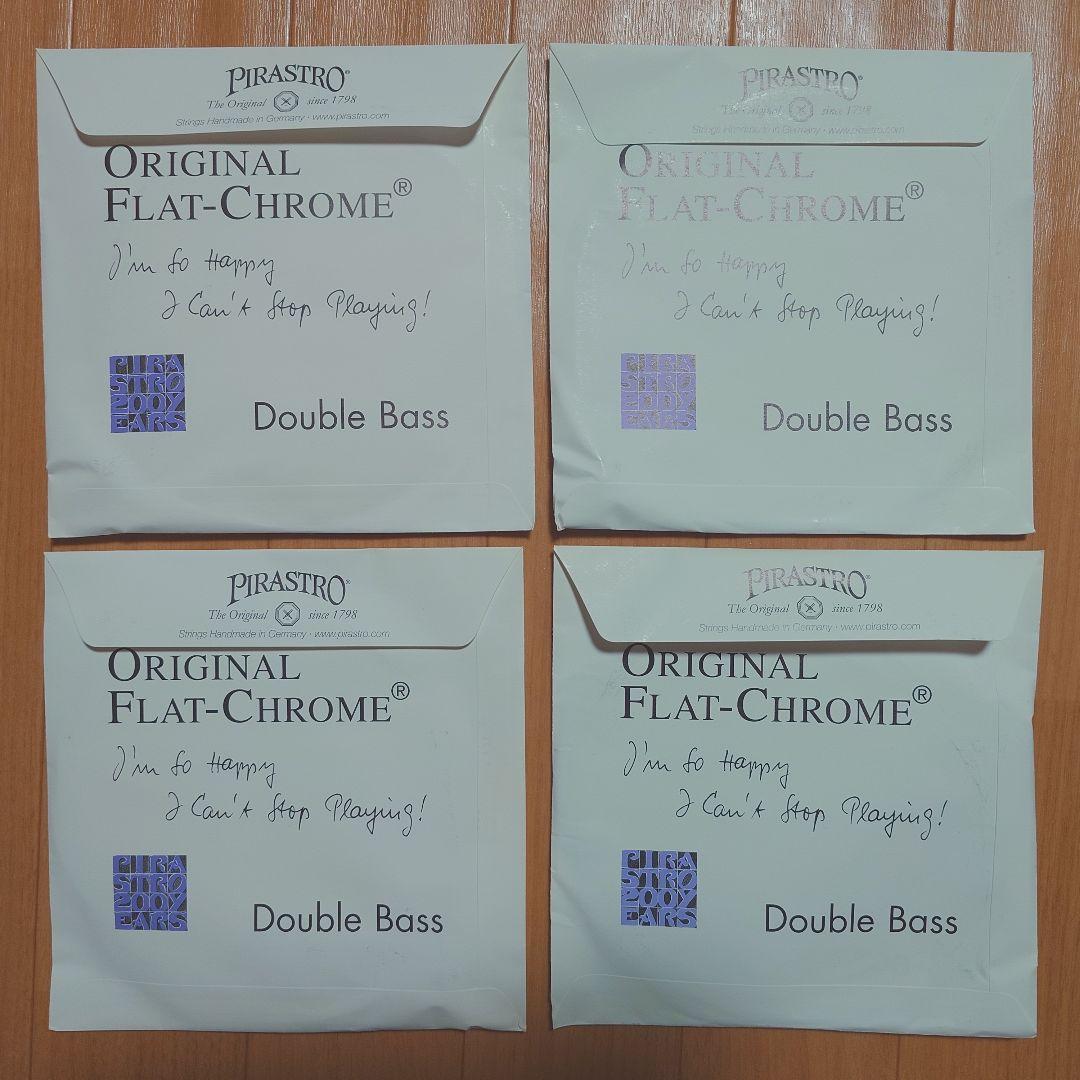 PIRASTRO®
The Original since 1798
Strings Handmade in Germany · www.pirastro.com
ORIGINAL
FLAT-CHROME®
I'm so Happy
I Can't Stop Playing!
PIRA
STRO
200Y
EARS
Double Bass
PIRASTRO®
The Original since 1798
Strings Handmade in Germany · www.pirastro.com
ORIGINAL
FLAT-CHROME®
I'm so Happy
I Can't Stop Playing!
PIRA
STRO
200Y
EARS
Double Bass
PIRASTRO®
The Original since 1798
Strings Handmade in Germany · www.pirastro.com
ORIGINAL
FLAT-CHROME®
I'm so Happy
I Can't Stop Playing!
PIRA
STRO
200Y
EARS
Double Bass
PIRASTRO®
The Original since 1798
Strings Handmade in Germany · www.pirastro.com
ORIGINAL
FLAT-CHROME®
I'm so Happy
I Can't Stop Playing!
PIRA
STRO
200Y
EARS
Double Bass